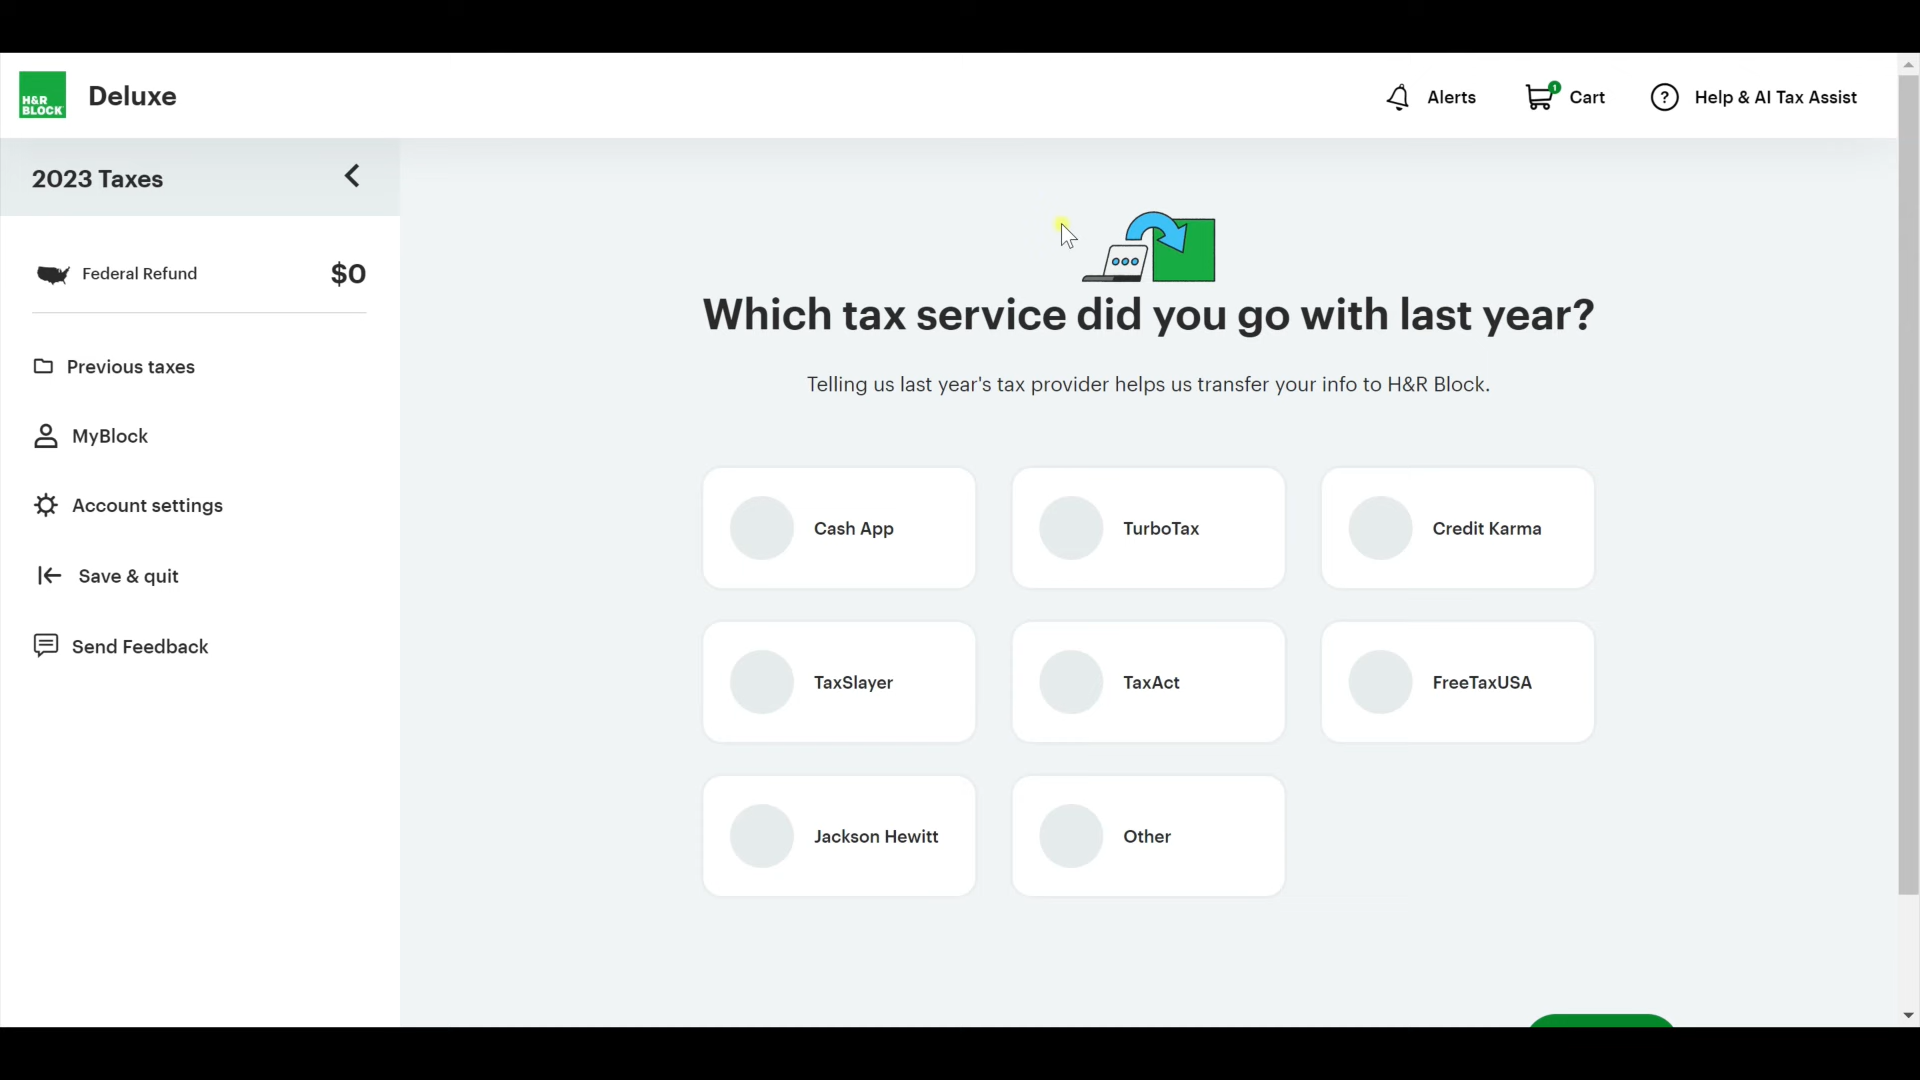 H&R
BLOCK
Deluxe
Alerts
1
Cart
? Help & AI Tax Assist
2023 Taxes
Federal Refund
$0
Previous taxes
MyBlock
Account settings
Save & quit
Send Feedback
Which tax service did you go with last year?
Telling us last year's tax provider helps us transfer your info to H&R Block.
Cash App
TurboTax
Credit Karma
TaxSlayer
TaxAct
FreeTaxUSA
Jackson Hewitt
Other